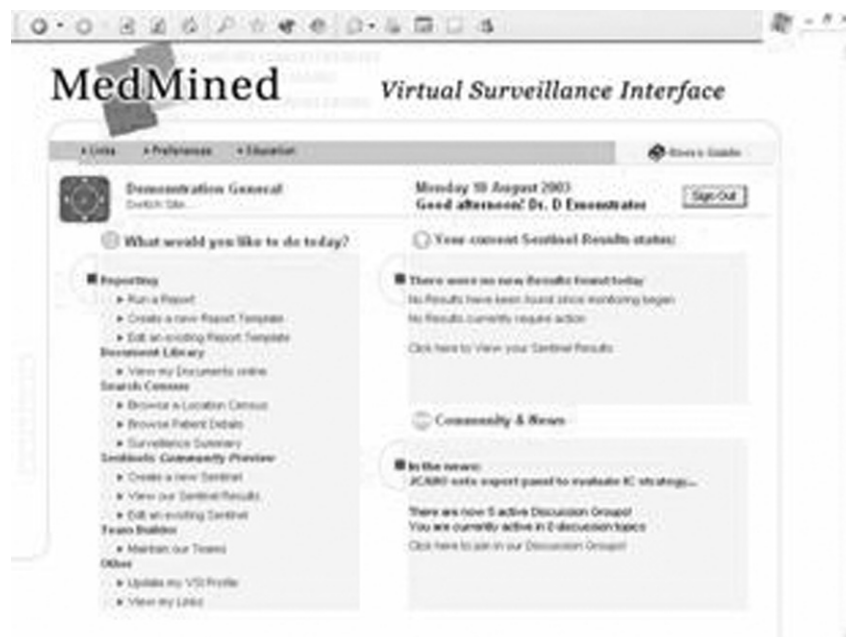 MedMined
Virtual Surveillance Interface
Links Preferences Education
User's Guide
Demonstration General
Switch Site...
Monday 18 August 2003
Good afternoon! Dr. D Emonstrator
Sign Out
What would you like to do today?
Reporting
Run a Report
Create a new Report Template
Edit an existing Report Template
Document Library
View my Documents online
Search Census
Browse a Location Census
Browse Patient Details
Surveillance Summary
Sentinels Community Preview
Create a new Sentinel
View our Sentinel Results
Edit an existing Sentinel
Team Builder
Maintain our Teams
Other
Update my VSI Profile
View my Links
Your current Sentinel Results status:
There were no new Results found today
No Results have been found since monitoring began
No Results currently require action
Click here to View your Sentinel Results
Community & News
In the news:
JCAHO sets expert panel to evaluate IC strategy...
There are now 5 active Discussion Groups!
You are currently active in 0 discussion topics
Click here to join in our Discussion Groups!